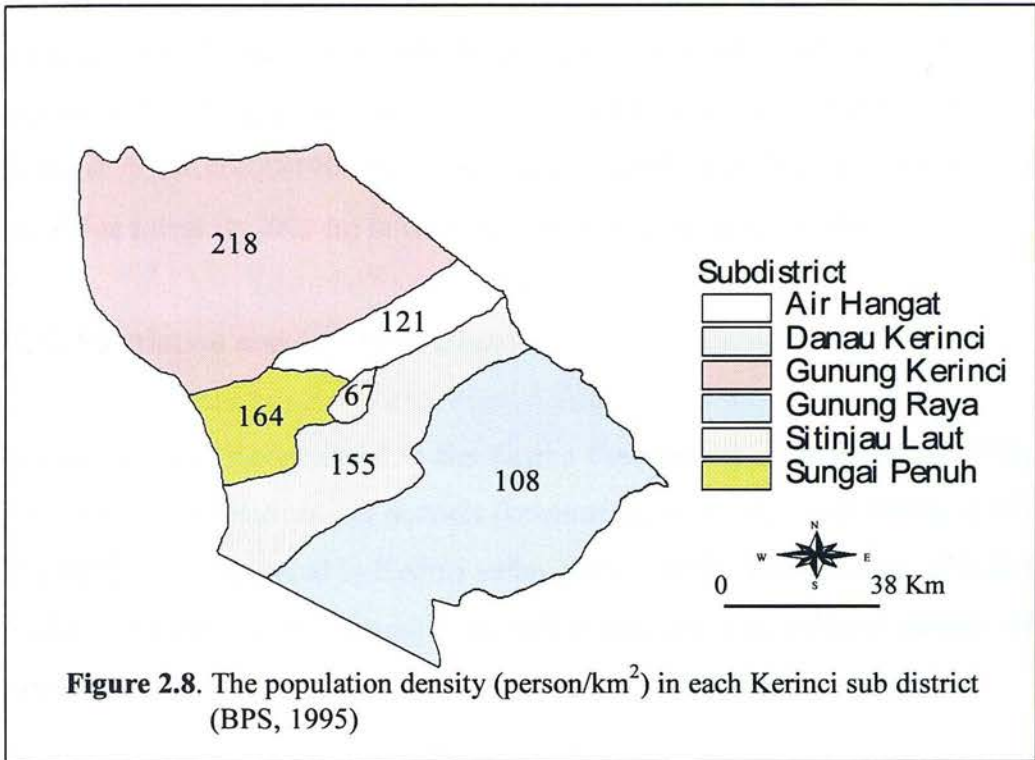 218
121
67
164
155
108
Subdistrict
Air Hangat
Danau Kerinci
Gunung Kerinci
Gunung Raya
Sitinjau Laut
Sungai Penuh
N
W E
S
0 38 Km
Figure 2.8. The population density (person/km²) in each Kerinci sub district
(BPS, 1995)